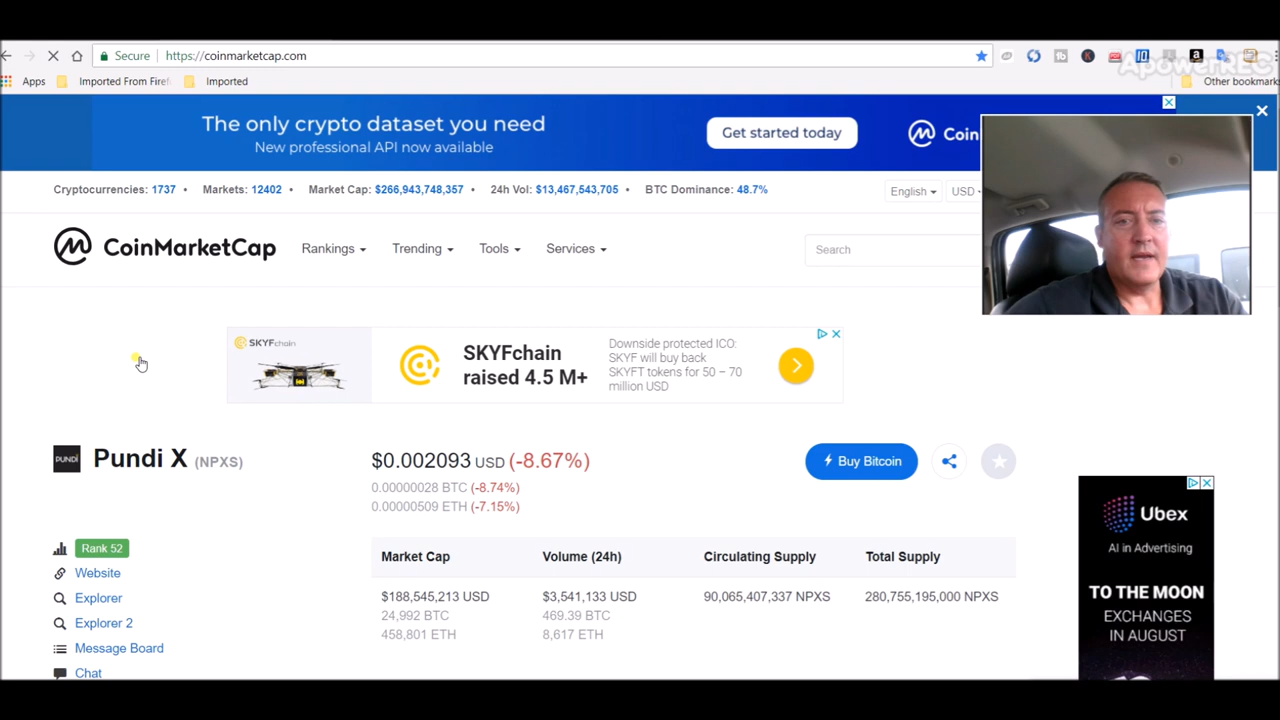 Secure https://coinmarketcap.com
ApowerREC
Apps Imported From Firef Imported Other bookmark
The only crypto dataset you need
New professional API now available
Get started today
Coin
Cryptocurrencies: 1737 • Markets: 12402 • Market Cap: $266,943,748,357 • 24h Vol: $13,467,543,705 • BTC Dominance: 48.7%
English USD
CoinMarketCap Rankings Trending Tools Services Search
SKYFchain
SKYFchain
raised 4.5 M+
Downside protected ICO:
SKYF will buy back
SKYFT tokens for 50 – 70
million USD
PUNDI
Pundi X (NPXS)
$0.002093 USD (-8.67%)
0.00000028 BTC (-8.74%)
0.00000509 ETH (-7.15%)
Buy Bitcoin
Rank 52
Website
Explorer
Explorer 2
Message Board
Chat
Market Cap Volume (24h) Circulating Supply Total Supply
$188,545,213 USD $3,541,133 USD 90,065,407,337 NPXS 280,755,195,000 NPXS
24,992 BTC 469.39 BTC
458,801 ETH 8,617 ETH
Ubex
AI in Advertising
TO THE MOON
EXCHANGES
IN AUGUST